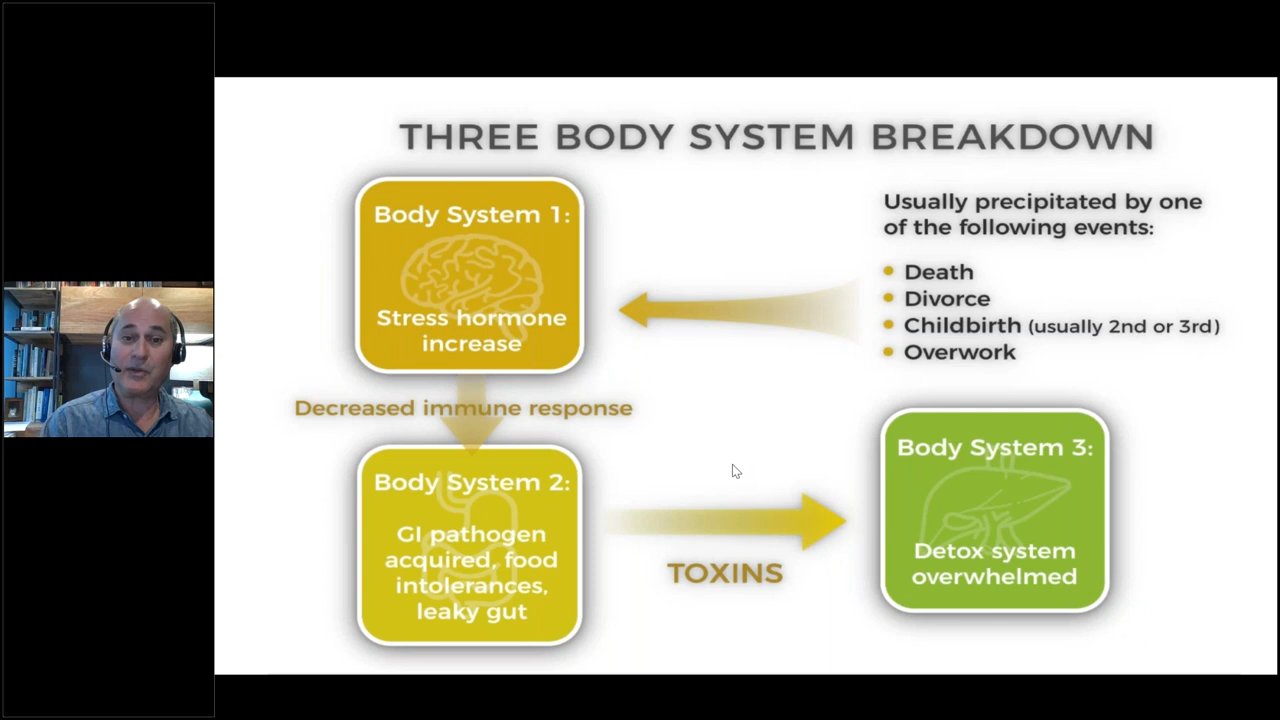 THREE BODY SYSTEM BREAKDOWN
Body System 1:
Stress hormone
increase
Usually precipitated by one
of the following events:
Death
Divorce
Childbirth (usually 2nd or 3rd)
Overwork
Decreased immune response
Body System 2:
GI pathogen
acquired, food
intolerances,
leaky gut
TOXINS
Body System 3:
Detox system
overwhelmed